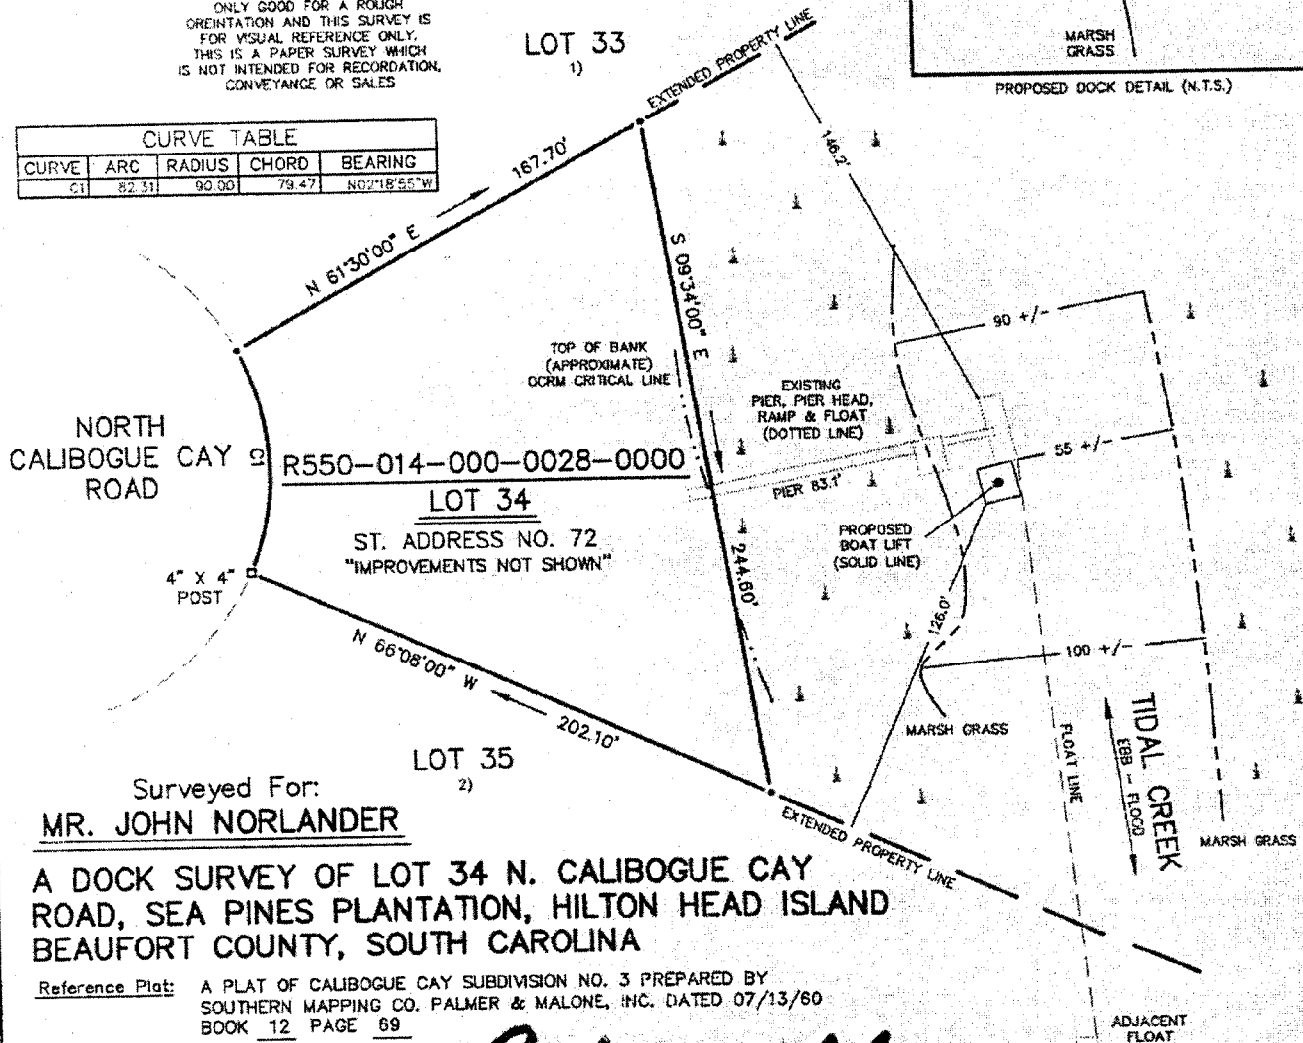 ONLY GOOD FOR A ROUGH
OREINTATION AND THIS SURVEY IS
FOR VISUAL REFERENCE ONLY.
THIS IS A PAPER SURVEY WHICH
IS NOT INTENDED FOR RECORDATION,
CONVEYANCE OR SALES
LOT 33
1)
EXTENDED PROPERTY LINE
MARSH
GRASS
PROPOSED DOCK DETAIL (N.T.S.)
CURVE TABLE
CURVE ARC RADIUS CHORD BEARING
C1 82.31 90.00 79.47 N02°18'55"W
N 61°30'00" E
167.70'
146.2'
S 09°34'00" E
244.60'
TOP OF BANK
(APPROXIMATE)
OCRM CRITICAL LINE
EXISTING
PIER, PIER HEAD,
RAMP & FLOAT
(DOTTED LINE)
90 +/-
55 +/-
NORTH
CALIBOGUE CAY
ROAD
C1
R550-014-000-0028-0000
LOT 34
ST. ADDRESS NO. 72
"IMPROVEMENTS NOT SHOWN"
PIER 83.1'
PROPOSED
BOAT LIFT
(SOLID LINE)
4" X 4"
POST
N 66°08'00" W
202.10'
126.0'
100 +/-
MARSH GRASS
FLOAT LINE
TIDAL CREEK
EBB - FLOOD
MARSH GRASS
LOT 35
2)
EXTENDED PROPERTY LINE
Surveyed For:
MR. JOHN NORLANDER
A DOCK SURVEY OF LOT 34 N. CALIBOGUE CAY
ROAD, SEA PINES PLANTATION, HILTON HEAD ISLAND
BEAUFORT COUNTY, SOUTH CAROLINA
Reference Plat: A PLAT OF CALIBOGUE CAY SUBDIVISION NO. 3 PREPARED BY
SOUTHERN MAPPING CO. PALMER & MALONE, INC. DATED 07/13/60
BOOK 12 PAGE 69
ADJACENT
FLOAT